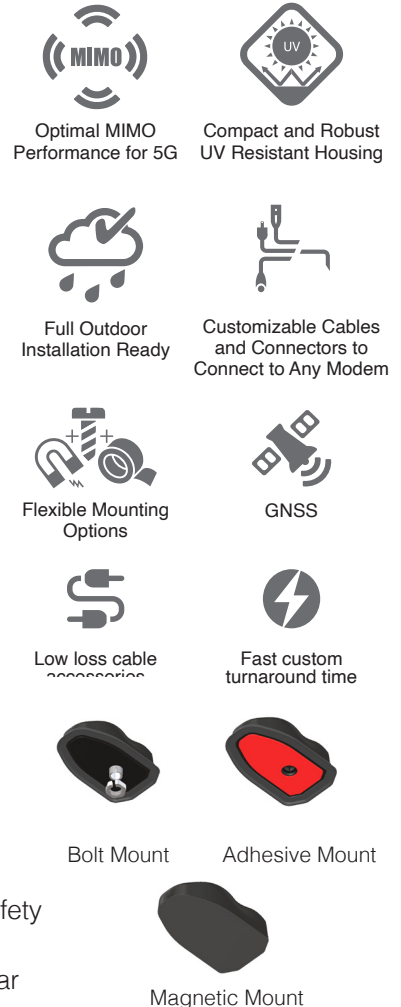 MIMO
UV
Optimal MIMO
Performance for 5G
Compact and Robust
UV Resistant Housing
Full Outdoor
Installation Ready
Customizable Cables
and Connectors to
Connect to Any Modem
Flexible Mounting
Options
GNSS
Low loss cable
accessories
Fast custom
turnaround time
Bolt Mount
Adhesive Mount
fety
ar
Magnetic Mount